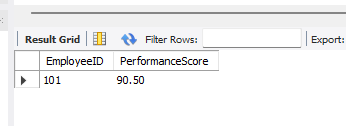 Result Grid Filter Rows: Export:
EmployeeID PerformanceScore
101 90.50